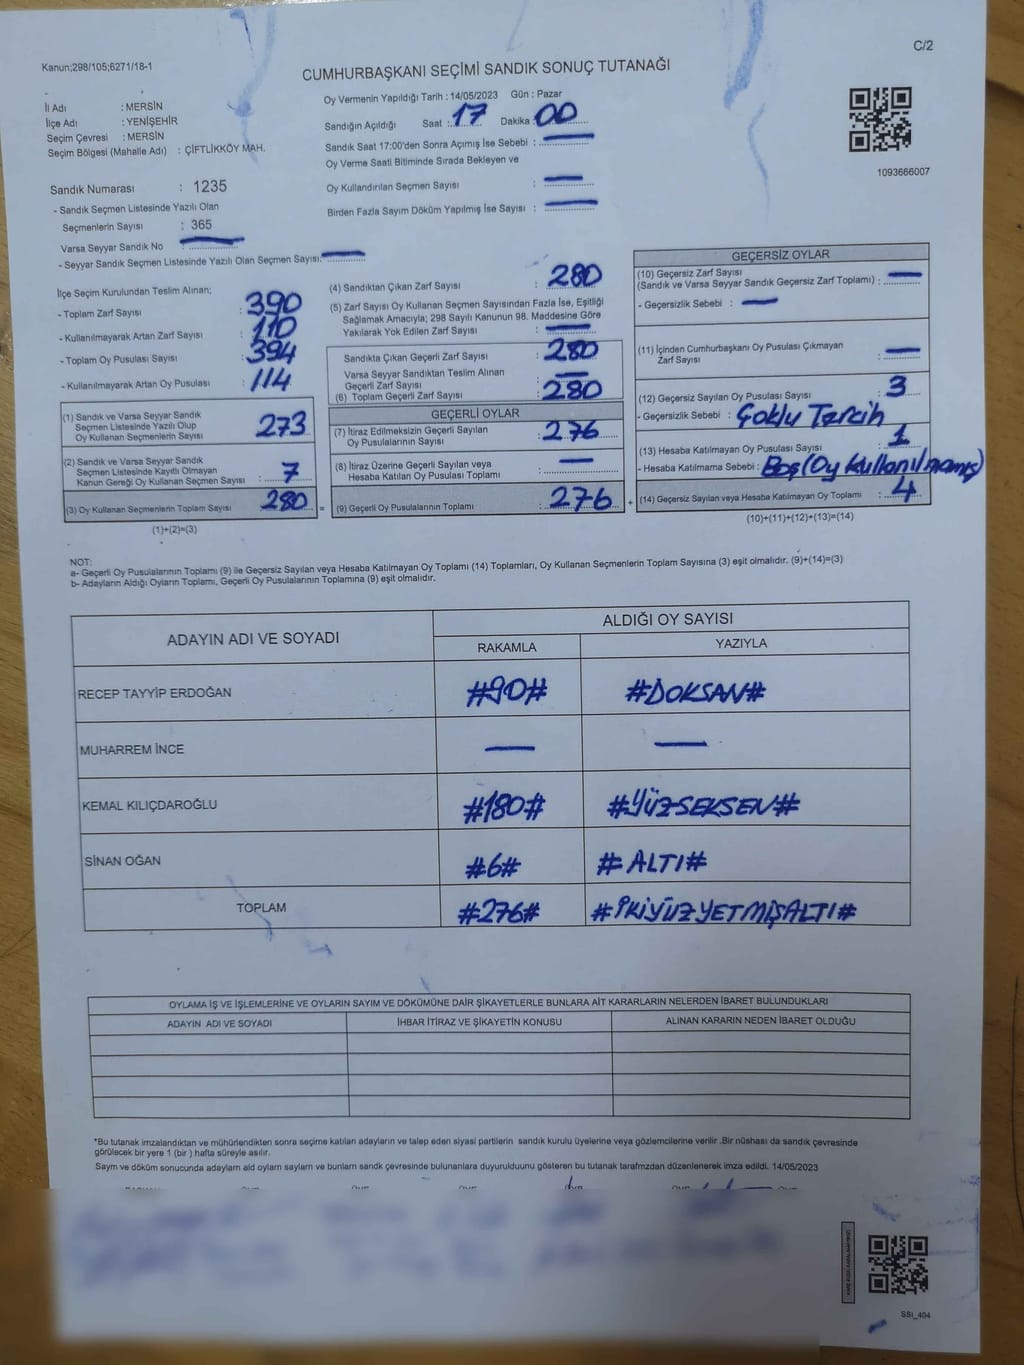 C/2
Kanun;298/105;6271/18-1
CUMHURBAŞKANI SEÇİMİ SANDIK SONUÇ TUTANAĞI
İl Adı : MERSİN
İlçe Adı : YENİŞEHİR
Seçim Çevresi : MERSİN
Seçim Bölgesi (Mahalle Adı) : ÇİFTLİKKÖY MAH.
Oy Vermenin Yapıldığı Tarih : 14/05/2023 Gün : Pazar
Sandığın Açıldığı Saat : 17 Dakika : 00
Sandık Saat 17:00'den Sonra Açımış İse Sebebi : —
Oy Verme Saati Bitiminde Sırada Bekleyen ve
Oy Kullandırılan Seçmen Sayısı : —
Birden Fazla Sayım Döküm Yapılmış İse Sayısı : —
1093666007
Sandık Numarası : 1235
- Sandık Seçmen Listesinde Yazılı Olan
Seçmenlerin Sayısı : 365
Varsa Seyyar Sandık No : —
- Seyyar Sandık Seçmen Listesinde Yazılı Olan Seçmen Sayısı: —
İlçe Seçim Kurulundan Teslim Alınan;
- Toplam Zarf Sayısı : 390
- Kullanılmayarak Artan Zarf Sayısı : 110
- Toplam Oy Pusulası Sayısı : 394
- Kullanılmayarak Artan Oy Pusulası : 114
(1) Sandık ve Varsa Seyyar Sandık
Seçmen Listesinde Yazılı Olup
Oy Kullanan Seçmenlerin Sayısı : 273
(2) Sandık ve Varsa Seyyar Sandık
Seçmen Listesinde Kayıtlı Olmayan
Kanun Gereği Oy Kullanan Seçmen Sayısı : 7
(3) Oy Kullanan Seçmenlerin Toplam Sayısı : 280 =
(1)+(2)=(3)
(4) Sandıktan Çıkan Zarf Sayısı : 280
(5) Zarf Sayısı Oy Kullanan Seçmen Sayısından Fazla İse, Eşitliği
Sağlamak Amacıyla; 298 Sayılı Kanunun 98. Maddesine Göre
Yakılarak Yok Edilen Zarf Sayısı : —
Sandıkta Çıkan Geçerli Zarf Sayısı : 280
Varsa Seyyar Sandıktan Teslim Alınan
Geçerli Zarf Sayısı : —
(6) Toplam Geçerli Zarf Sayısı : 280
GEÇERLİ OYLAR
(7) İtiraz Edilmeksizin Geçerli Sayılan
Oy Pusulalarının Sayısı : 276
(8) İtiraz Üzerine Geçerli Sayılan veya
Hesaba Katılan Oy Pusulası Toplamı : —
(9) Geçerli Oy Pusulalarının Toplamı : 276 +
GEÇERSİZ OYLAR
(10) Geçersiz Zarf Sayısı
(Sandık ve Varsa Seyyar Sandık Geçersiz Zarf Toplamı) : —
- Geçersizlik Sebebi : —
(11) İçinden Cumhurbaşkanı Oy Pusulası Çıkmayan
Zarf Sayısı : —
(12) Geçersiz Sayılan Oy Pusulası Sayısı : 3
- Geçersizlik Sebebi : Çoklu Tercih
(13) Hesaba Katılmayan Oy Pusulası Sayısı : 1
- Hesaba Katılmama Sebebi : Boş (Oy kullanılmamış)
(14) Geçersiz Sayılan veya Hesaba Katılmayan Oy Toplamı : 4
(10)+(11)+(12)+(13)=(14)
NOT:
a- Geçerli Oy Pusulalarının Toplamı (9) ile Geçersiz Sayılan veya Hesaba Katılmayan Oy Toplamı (14) Toplamları, Oy Kullanan Seçmenlerin Toplam Sayısına (3) eşit olmalıdır. (9)+(14)=(3)
b- Adayların Aldığı Oyların Toplamı, Geçerli Oy Pusulalarının Toplamına (9) eşit olmalıdır.
ADAYIN ADI VE SOYADI ALDIĞI OY SAYISI
RAKAMLA YAZIYLA
RECEP TAYYİP ERDOĞAN #90# #DOKSAN#
MUHARREM İNCE — —
KEMAL KILIÇDAROĞLU #180# #YÜZSEKSEN#
SİNAN OĞAN #6# #ALTI#
TOPLAM #276# #İKİYÜZYETMİŞALTI#
OYLAMA İŞ VE İŞLEMLERİNE VE OYLARIN SAYIM VE DÖKÜMÜNE DAİR ŞİKAYETLERLE BUNLARA AİT KARARLARIN NELERDEN İBARET BULUNDUKLARI
ADAYIN ADI VE SOYADI İHBAR İTİRAZ VE ŞİKAYETİN KONUSU ALINAN KARARIN NEDEN İBARET OLDUĞU
*Bu tutanak imzalandıktan ve mühürlendikten sonra seçime katılan adayların ve talep eden siyasi partilerin sandık kurulu üyelerine veya gözlemcilerine verilir .Bir nüshası da sandık çevresinde
görülecek bir yere 1 (bir ) hafta süreyle asılır.
Sayım ve döküm sonucunda adaylarn ald oylarn saylarn ve bunlarn sandk çevresinde bulunanlara duyurulduunu gösteren bu tutanak tarafmzdan düzenlenerek imza edildi. 14/05/2023
SSi_404